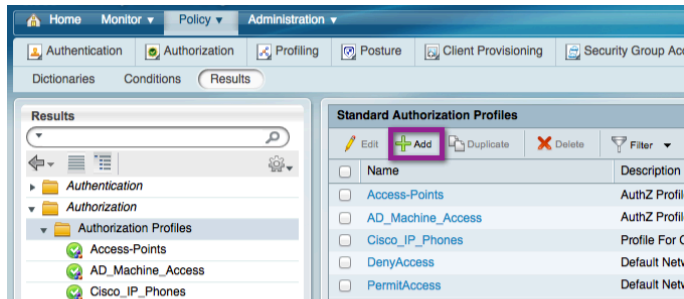 Home Monitor Policy Administration
Authentication Authorization Profiling Posture Client Provisioning Security Group
Dictionaries Conditions Results
Results
Authentication
Authorization
Authorization Profiles
Access-Points
AD_Machine_Access
Cisco_IP_Phones
Standard Authorization Profiles
Edit Add Duplicate Delete Filter
Name Description
Access-Points AuthZ Profil
AD_Machine_Access AuthZ Profil
Cisco_IP_Phones Profile For C
DenyAccess Default Netw
PermitAccess Default Netw